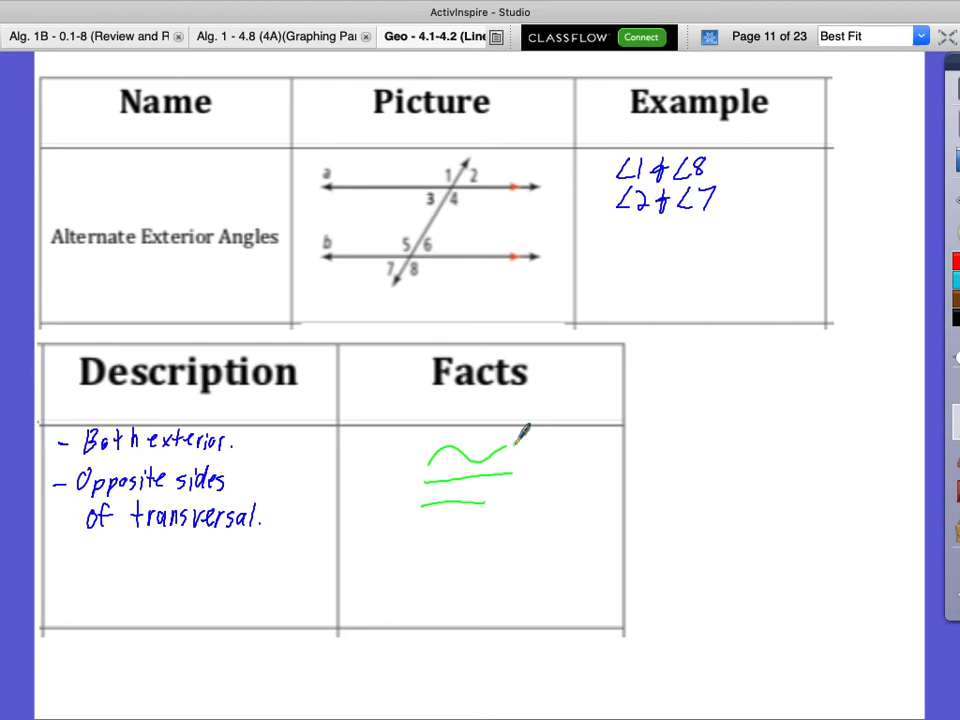 ActivInspire - Studio
Alg. 1B - 0.1-8 (Review and R
Alg. 1 - 4.8 (4A)(Graphing Par
Geo - 4.1-4.2 (Line
CLASSFLOW Connect
Page 11 of 23
Best Fit
Name Picture Example
Alternate Exterior Angles
a 1 2
3 4
b 5 6
7 8
∠1 + ∠8
∠2 + ∠7
Description Facts
- Both exterior.
- Opposite sides
of transversal.
≅